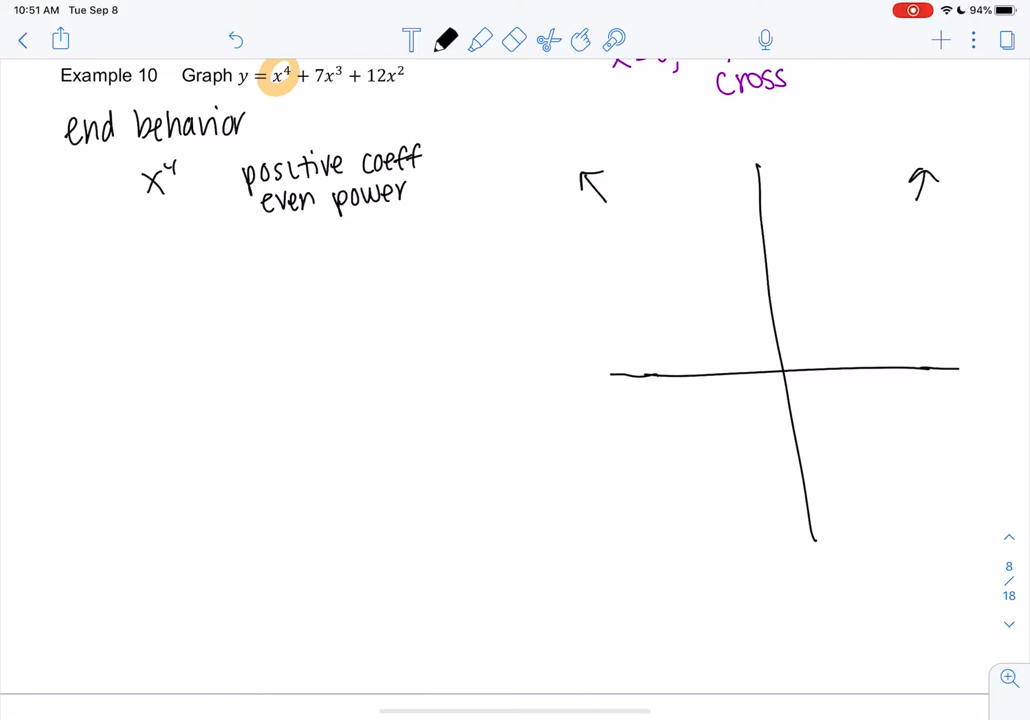 10:51 AM Tue Sep 8
94%
T
Example 10 Graph y = x⁴ + 7x³ + 12x²
cross
end behavior
x⁴ positive coeff
even power
8
/
18